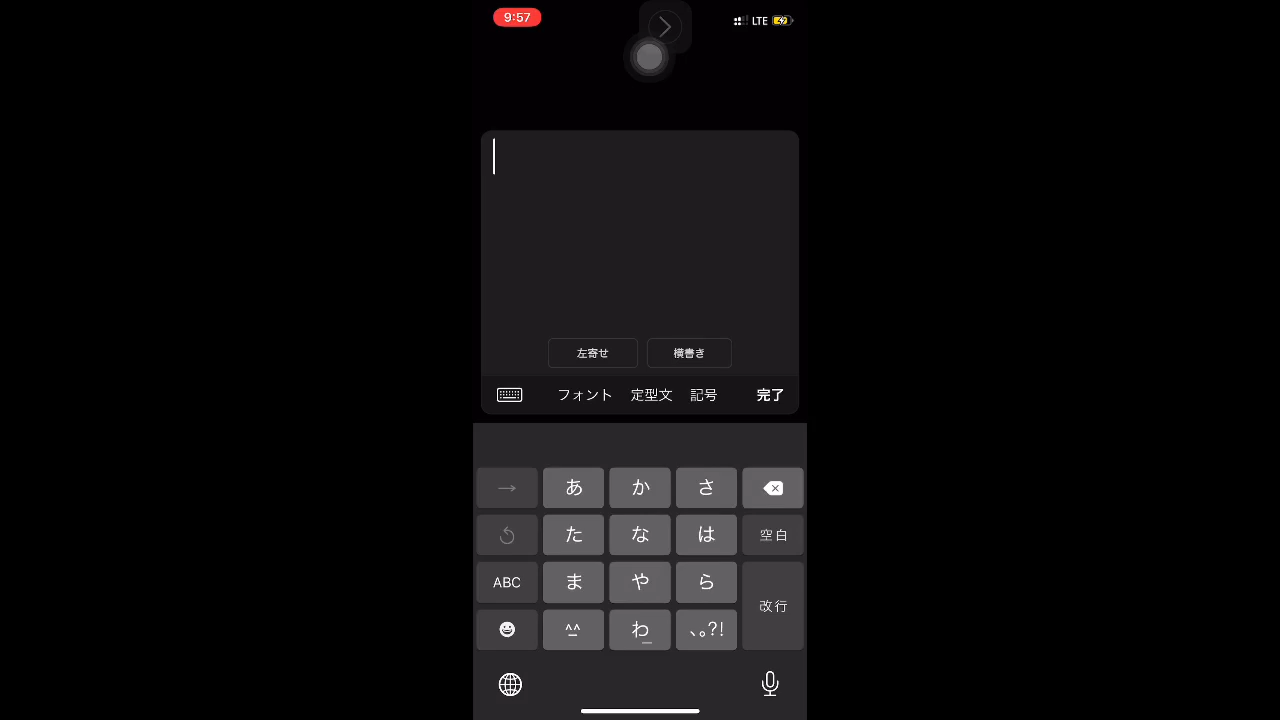 9:57 LTE
左寄せ 横書き
フォント 定型文 記号 完了
→ あ か さ
た な は 空白
ABC ま や ら 改行
^^ わ_ 、。?!